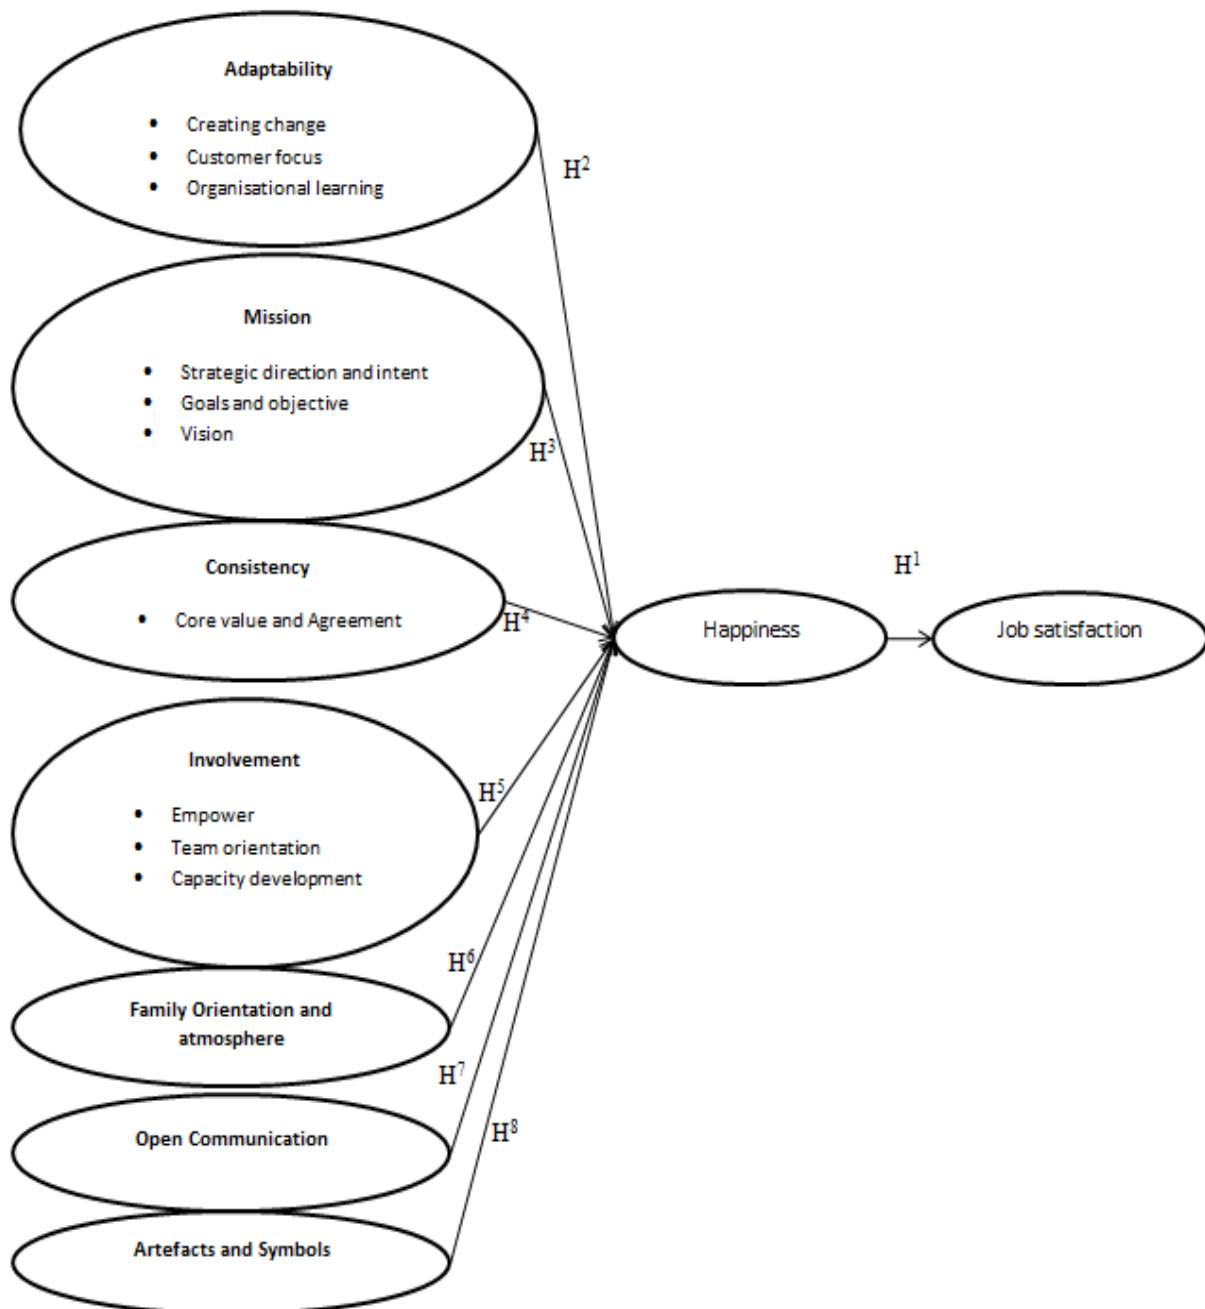 Adaptability
• Creating change
• Customer focus
• Organisational learning
H²
Mission
• Strategic direction and intent
• Goals and objective
• Vision
H³
Consistency
• Core value and Agreement
H⁴
Happiness
H¹
Job satisfaction
Involvement
• Empower
• Team orientation
• Capacity development
H⁵
Family Orientation and
atmosphere
H⁶
Open Communication
H⁷
Artefacts and Symbols
H⁸